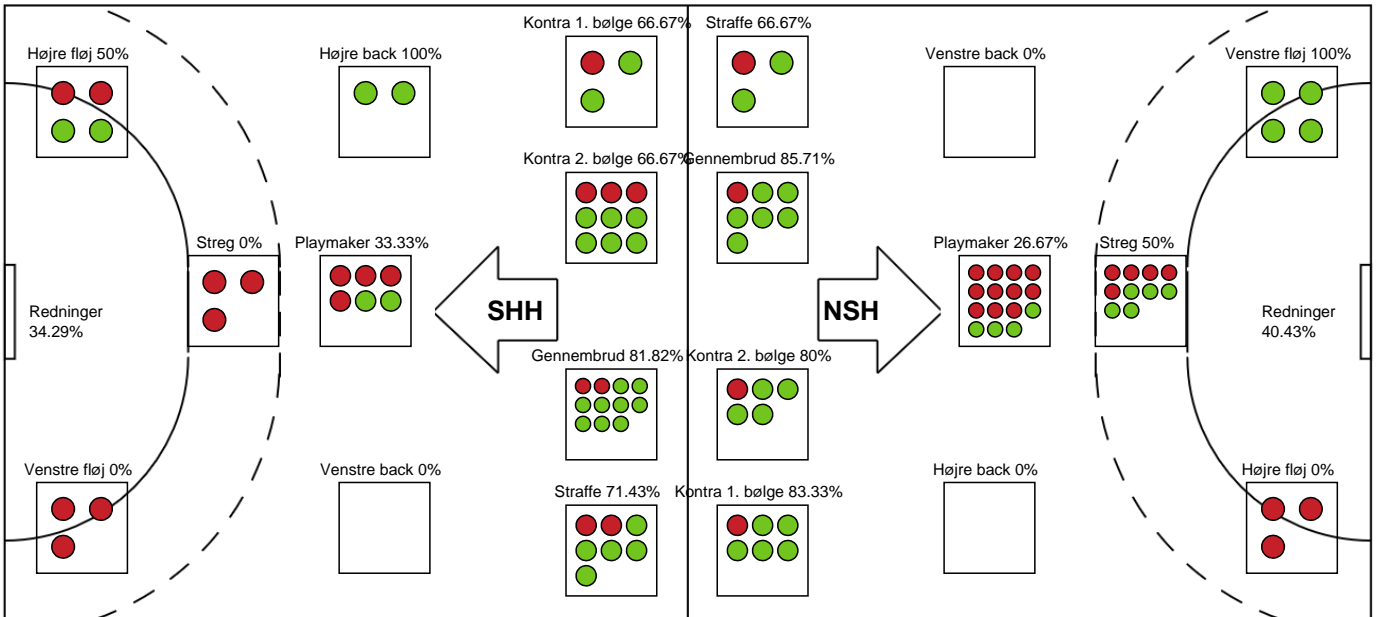 Kontra 1. bølge 66.67%
Straffe 66.67%
Højre fløj 50%
Højre back 100%
Venstre back 0%
Venstre fløj 100%
Kontra 2. bølge 66.67%
Gennembrud 85.71%
Streg 0%
Playmaker 33.33%
Playmaker 26.67%
Streg 50%
Redninger
34.29%
SHH
NSH
Redninger
40.43%
Gennembrud 81.82%
Kontra 2. bølge 80%
Venstre fløj 0%
Venstre back 0%
Højre back 0%
Højre fløj 0%
Straffe 71.43%
Kontra 1. bølge 83.33%